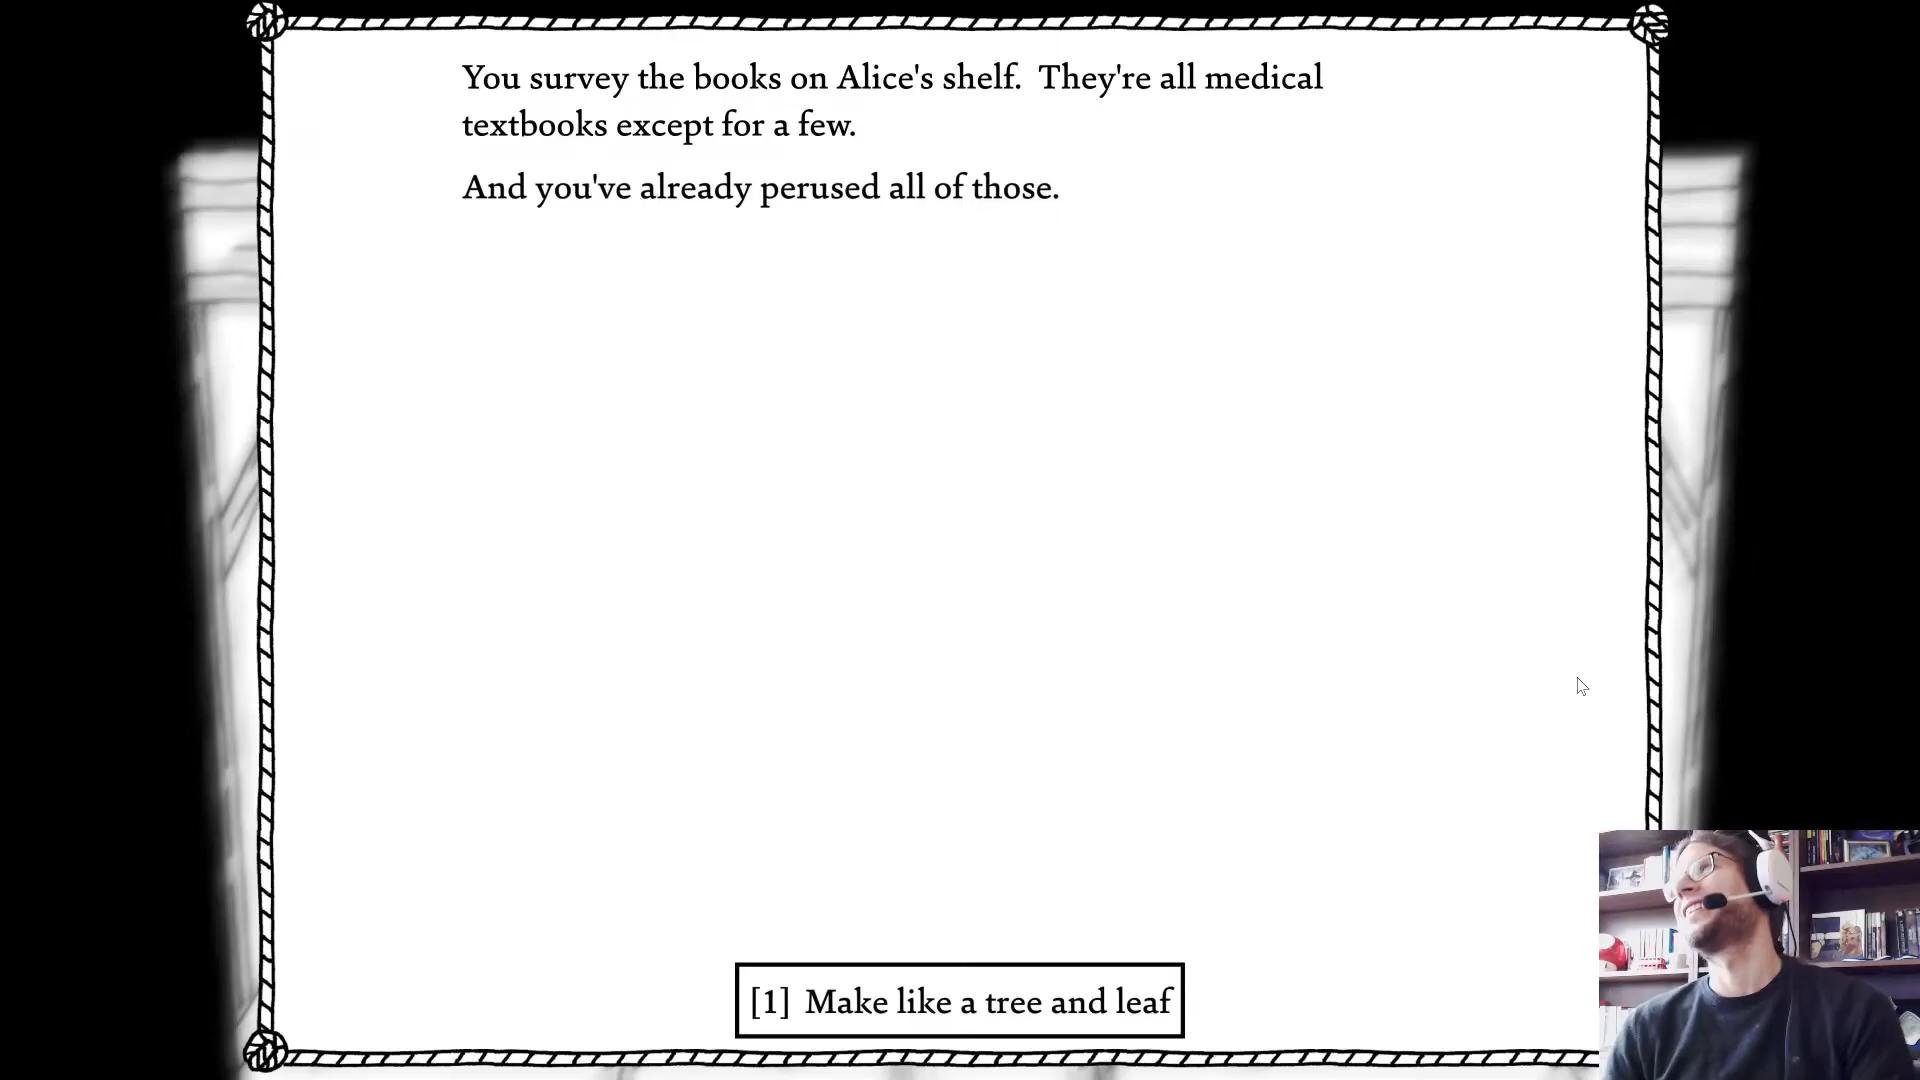 You survey the books on Alice's shelf.  They're all medical
textbooks except for a few.
And you've already perused all of those.
[1]  Make like a tree and leaf